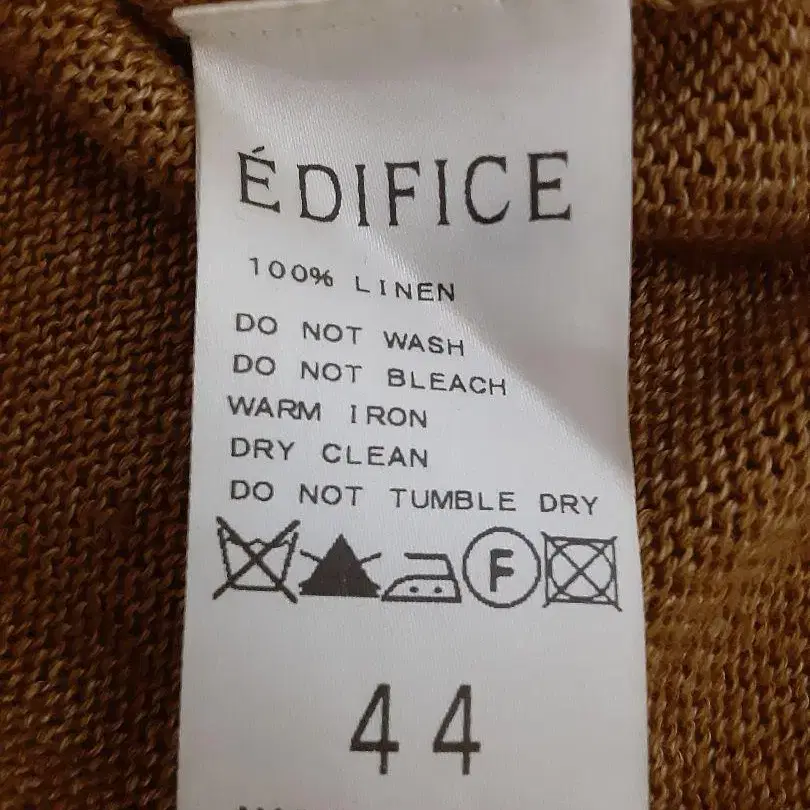 ÉDIFICE
100% LINEN
DO NOT WASH
DO NOT BLEACH
WARM IRON
DRY CLEAN
DO NOT TUMBLE DRY
F
44